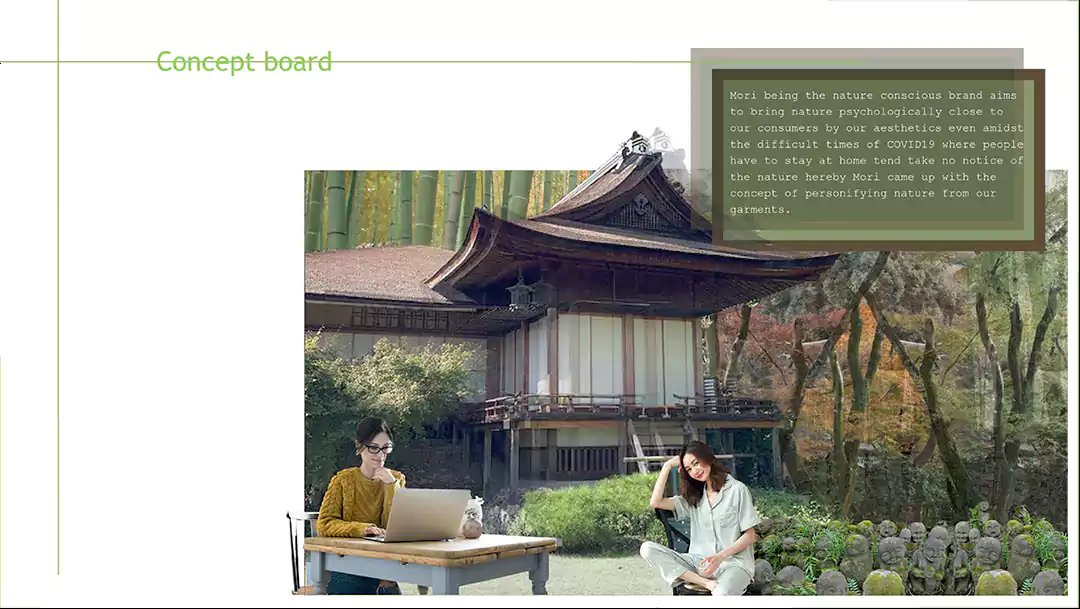 Concept board
Mori being the nature conscious brand aims
to bring nature psychologically close to
our consumers by our aesthetics even amidst
the difficult times of COVID19 where people
have to stay at home tend take no notice of
the nature hereby Mori came up with the
concept of personifying nature from our
garments.